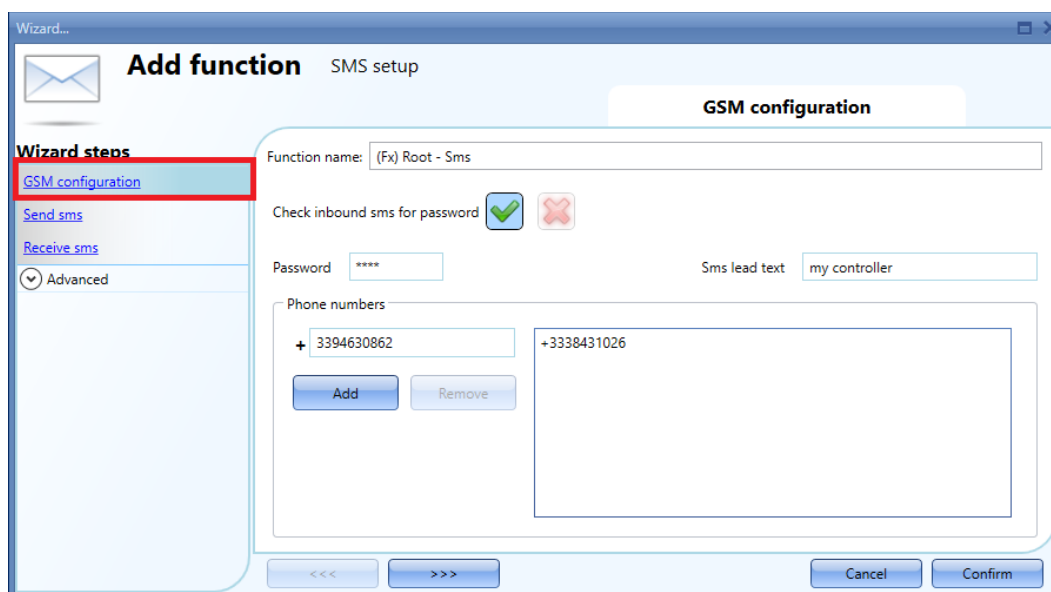 Wizard...
Add function SMS setup
GSM configuration
Wizard steps
GSM configuration
Send sms
Receive sms
Advanced
Function name: (Fx) Root - Sms
Check inbound sms for password
Password ****
Sms lead text my controller
Phone numbers
+ 3394630862
+3338431026
Add Remove
<<< >>> Cancel Confirm